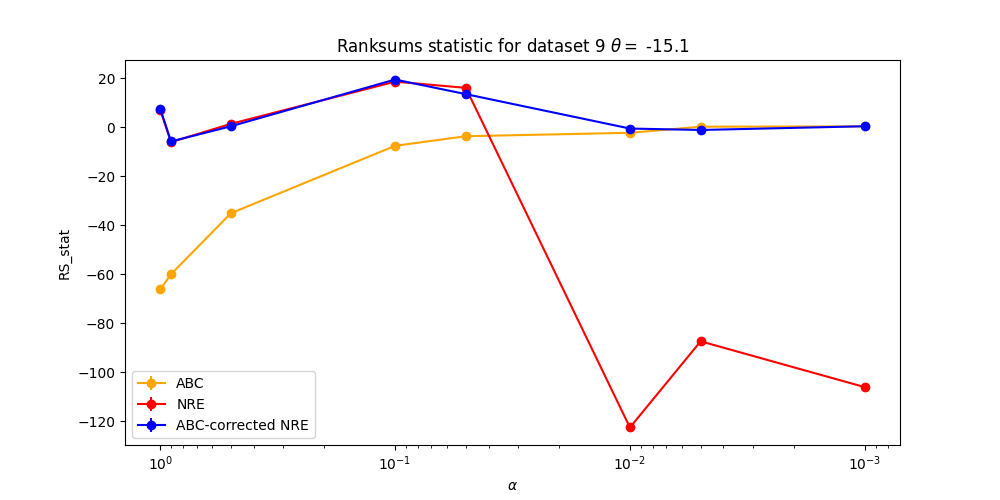 Ranksums statistic for dataset 9 θ = -15.1
RS_stat
20
0
−20
−40
−60
−80
−100
−120
ABC
NRE
ABC-corrected NRE
10⁰
10⁻¹
10⁻²
10⁻³
α